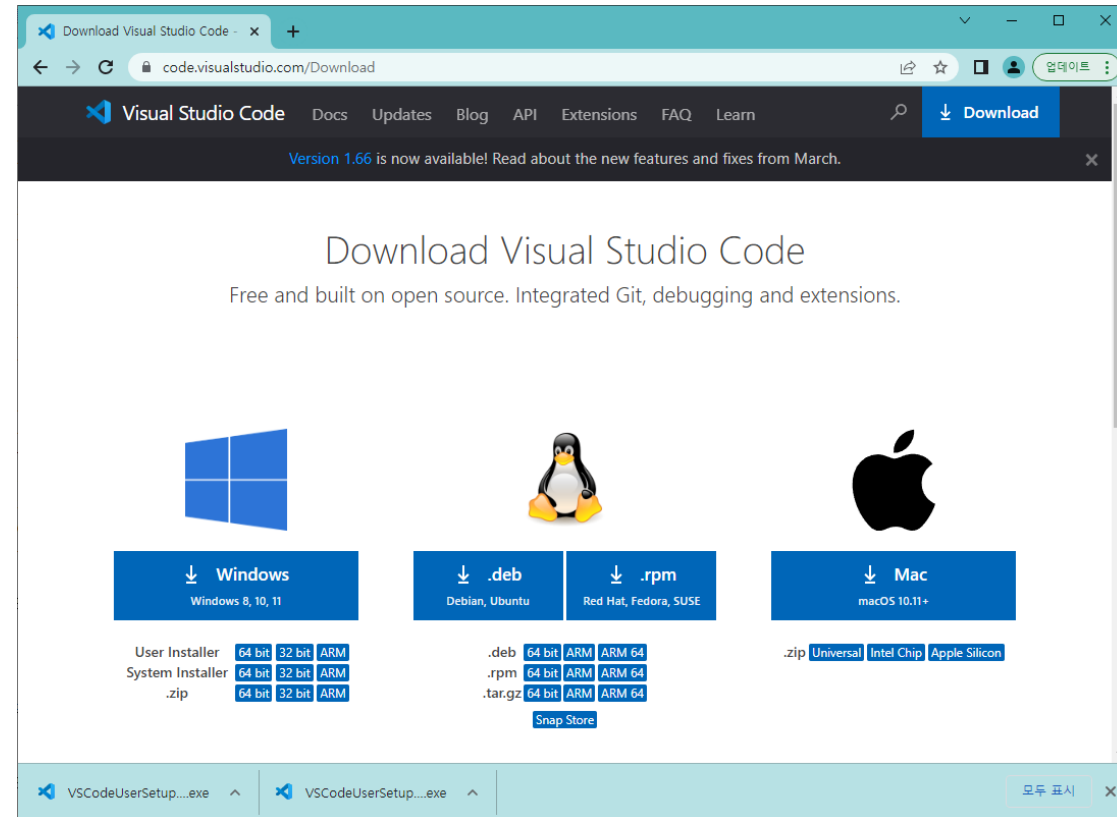 Download Visual Studio Code -
code.visualstudio.com/Download
업데이트
Visual Studio Code Docs Updates Blog API Extensions FAQ Learn Download
Version 1.66 is now available! Read about the new features and fixes from March.
Download Visual Studio Code
Free and built on open source. Integrated Git, debugging and extensions.
Windows
Windows 8, 10, 11
User Installer 64 bit 32 bit ARM
System Installer 64 bit 32 bit ARM
.zip 64 bit 32 bit ARM
.deb
Debian, Ubuntu
.rpm
Red Hat, Fedora, SUSE
.deb 64 bit ARM ARM 64
.rpm 64 bit ARM ARM 64
.tar.gz 64 bit ARM ARM 64
Snap Store
Mac
macOS 10.11+
.zip Universal Intel Chip Apple Silicon
VSCodeUserSetup....exe VSCodeUserSetup....exe 모두 표시